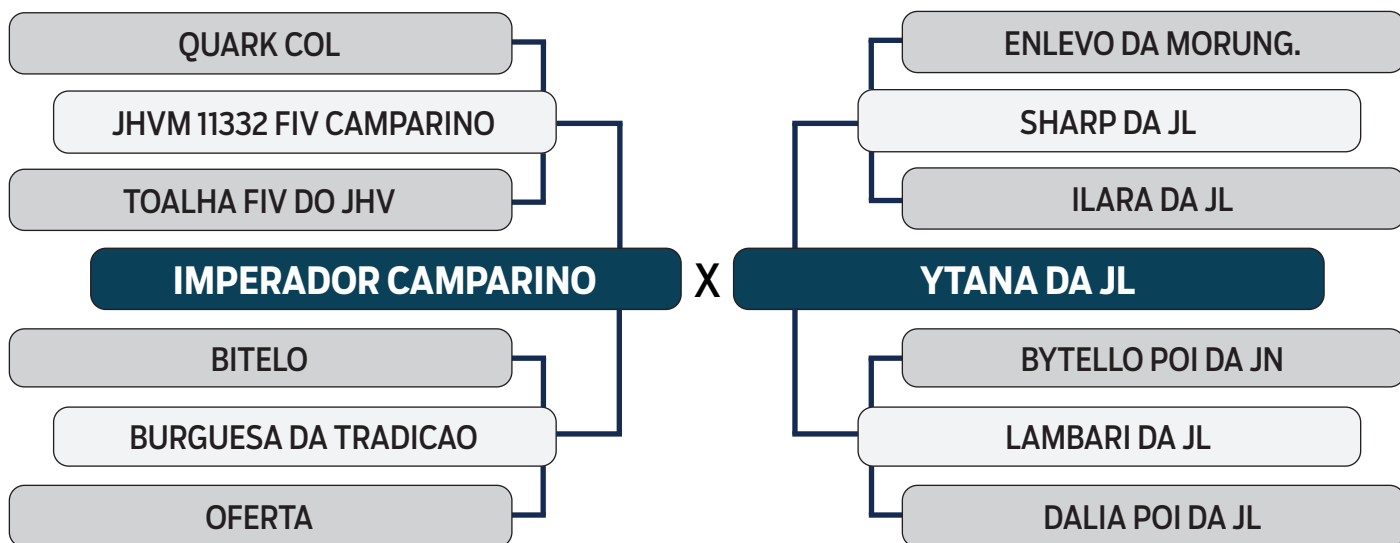 QUARK COL
JHVM 11332 FIV CAMPARINO
TOALHA FIV DO JHV
IMPERADOR CAMPARINO
BITELO
BURGUESA DA TRADICAO
OFERTA
X
ENLEVO DA MORUNG.
SHARP DA JL
ILARA DA JL
YTANA DA JL
BYTELLO POI DA JN
LAMBARI DA JL
DALIA POI DA JL